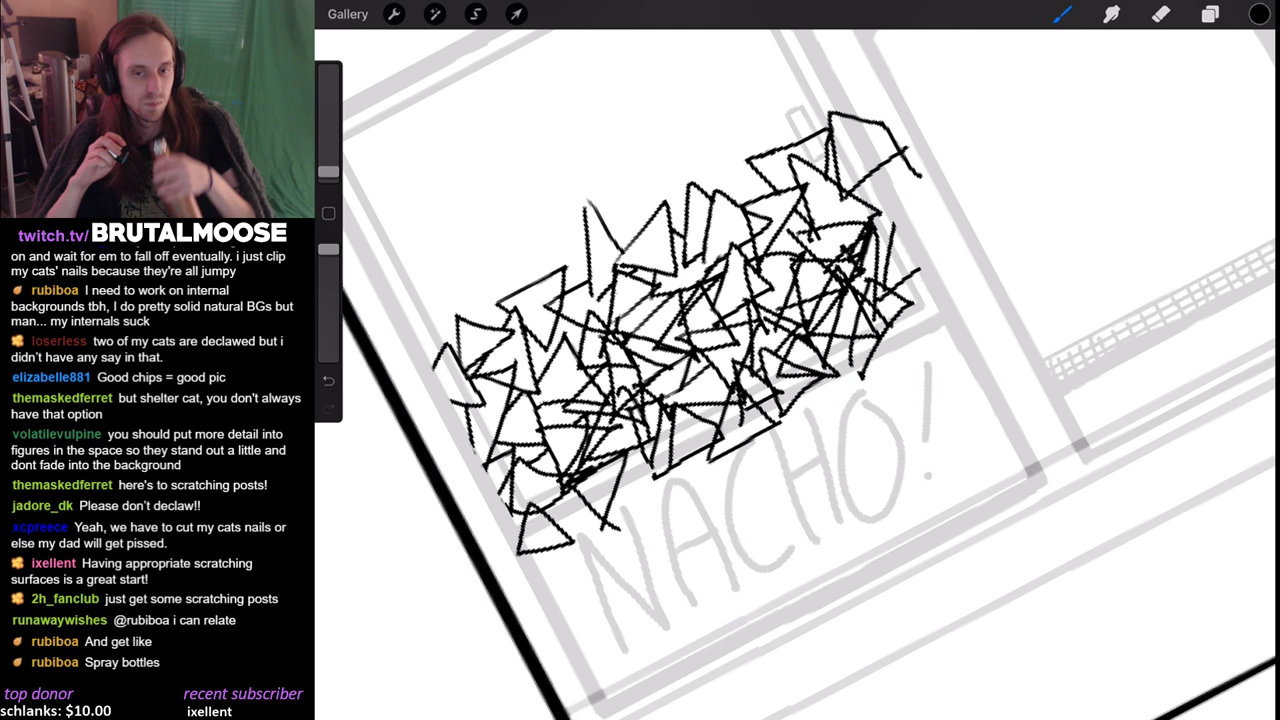 Gallery
twitch.tv/BRUTALMOOSE
on and wait for em to fall off eventually. i just clip
my cats' nails because they're all jumpy
rubiboa I need to work on internal
backgrounds tbh, I do pretty solid natural BGs but
man... my internals suck
loserless two of my cats are declawed but i
didn't have any say in that.
elizabelle881 Good chips = good pic
themaskedferret but shelter cat, you don't always
have that option
volatilevulpine you should put more detail into
figures in the space so they stand out a little and
dont fade into the background
themaskedferret here's to scratching posts!
jadore_dk Please don't declaw!!
xcpreece Yeah, we have to cut my cats nails or
else my dad will get pissed.
ixellent Having appropriate scratching
surfaces is a great start!
2h_fanclub just get some scratching posts
runawaywishes @rubiboa i can relate
rubiboa And get like
rubiboa Spray bottles
top donor recent subscriber
schlanks: $10.00 ixellent
NACHO!